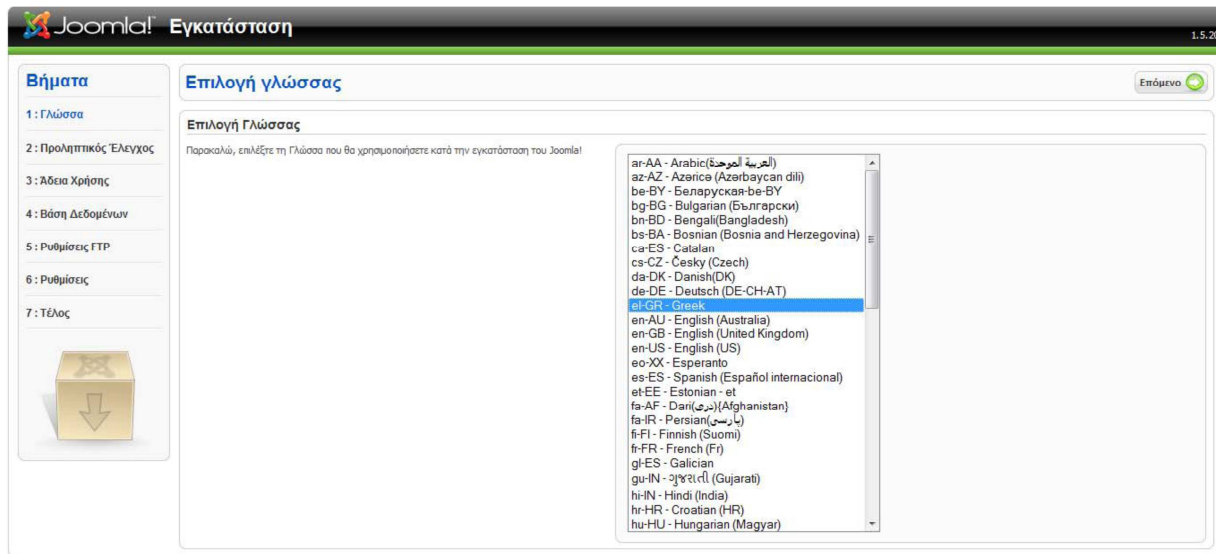 Joomla! Εγκατάσταση
1.5.20
Βήματα
1 : Γλώσσα
2 : Προληπτικός Έλεγχος
3 : Άδεια Χρήσης
4 : Βάση Δεδομένων
5 : Ρυθμίσεις FTP
6 : Ρυθμίσεις
7 : Τέλος
Επιλογή γλώσσας
Επόμενο
Επιλογή Γλώσσας
Παρακαλώ, επιλέξτε τη Γλώσσα που θα χρησιμοποιήσετε κατά την εγκατάσταση του Joomla!
ar-AA - Arabic(العربية الموحدة)
az-AZ - Azərice (Azərbaycan dili)
be-BY - Беларуская-be-BY
bg-BG - Bulgarian (Български)
bn-BD - Bengali(Bangladesh)
bs-BA - Bosnian (Bosnia and Herzegovina)
ca-ES - Catalan
cs-CZ - Česky (Czech)
da-DK - Danish(DK)
de-DE - Deutsch (DE-CH-AT)
el-GR - Greek
en-AU - English (Australia)
en-GB - English (United Kingdom)
en-US - English (US)
eo-XX - Esperanto
es-ES - Spanish (Español internacional)
et-EE - Estonian - et
fa-AF - Dari(دری){Afghanistan}
fa-IR - Persian(پارسی)
fi-FI - Finnish (Suomi)
fr-FR - French (Fr)
gl-ES - Galician
gu-IN - ગુજરાતી (Gujarati)
hi-IN - Hindi (India)
hr-HR - Croatian (HR)
hu-HU - Hungarian (Magyar)